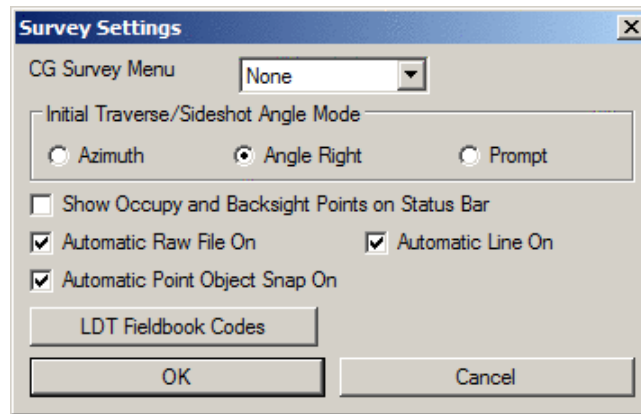 Survey Settings
CG Survey Menu None
Initial Traverse/Sideshot Angle Mode
Azimuth Angle Right Prompt
Show Occupy and Backsight Points on Status Bar
Automatic Raw File On Automatic Line On
Automatic Point Object Snap On
LDT Fieldbook Codes
OK Cancel